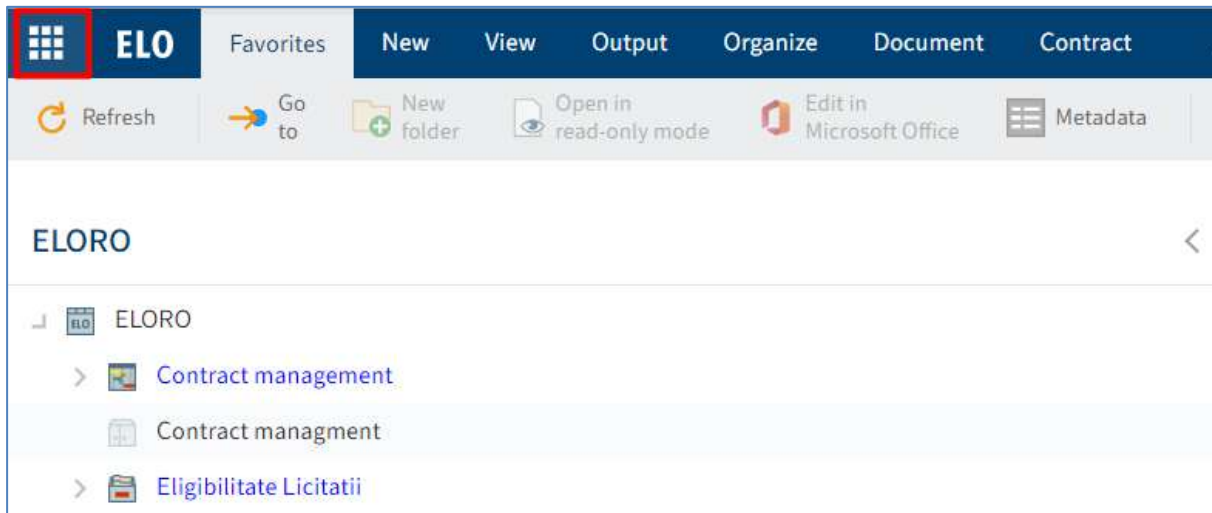 ELO Favorites New View Output Organize Document Contract
Refresh Go to New folder Open in read-only mode Edit in Microsoft Office Metadata
ELORO
ELO ELORO
Contract management
Contract managment
Eligibilitate Licitatii